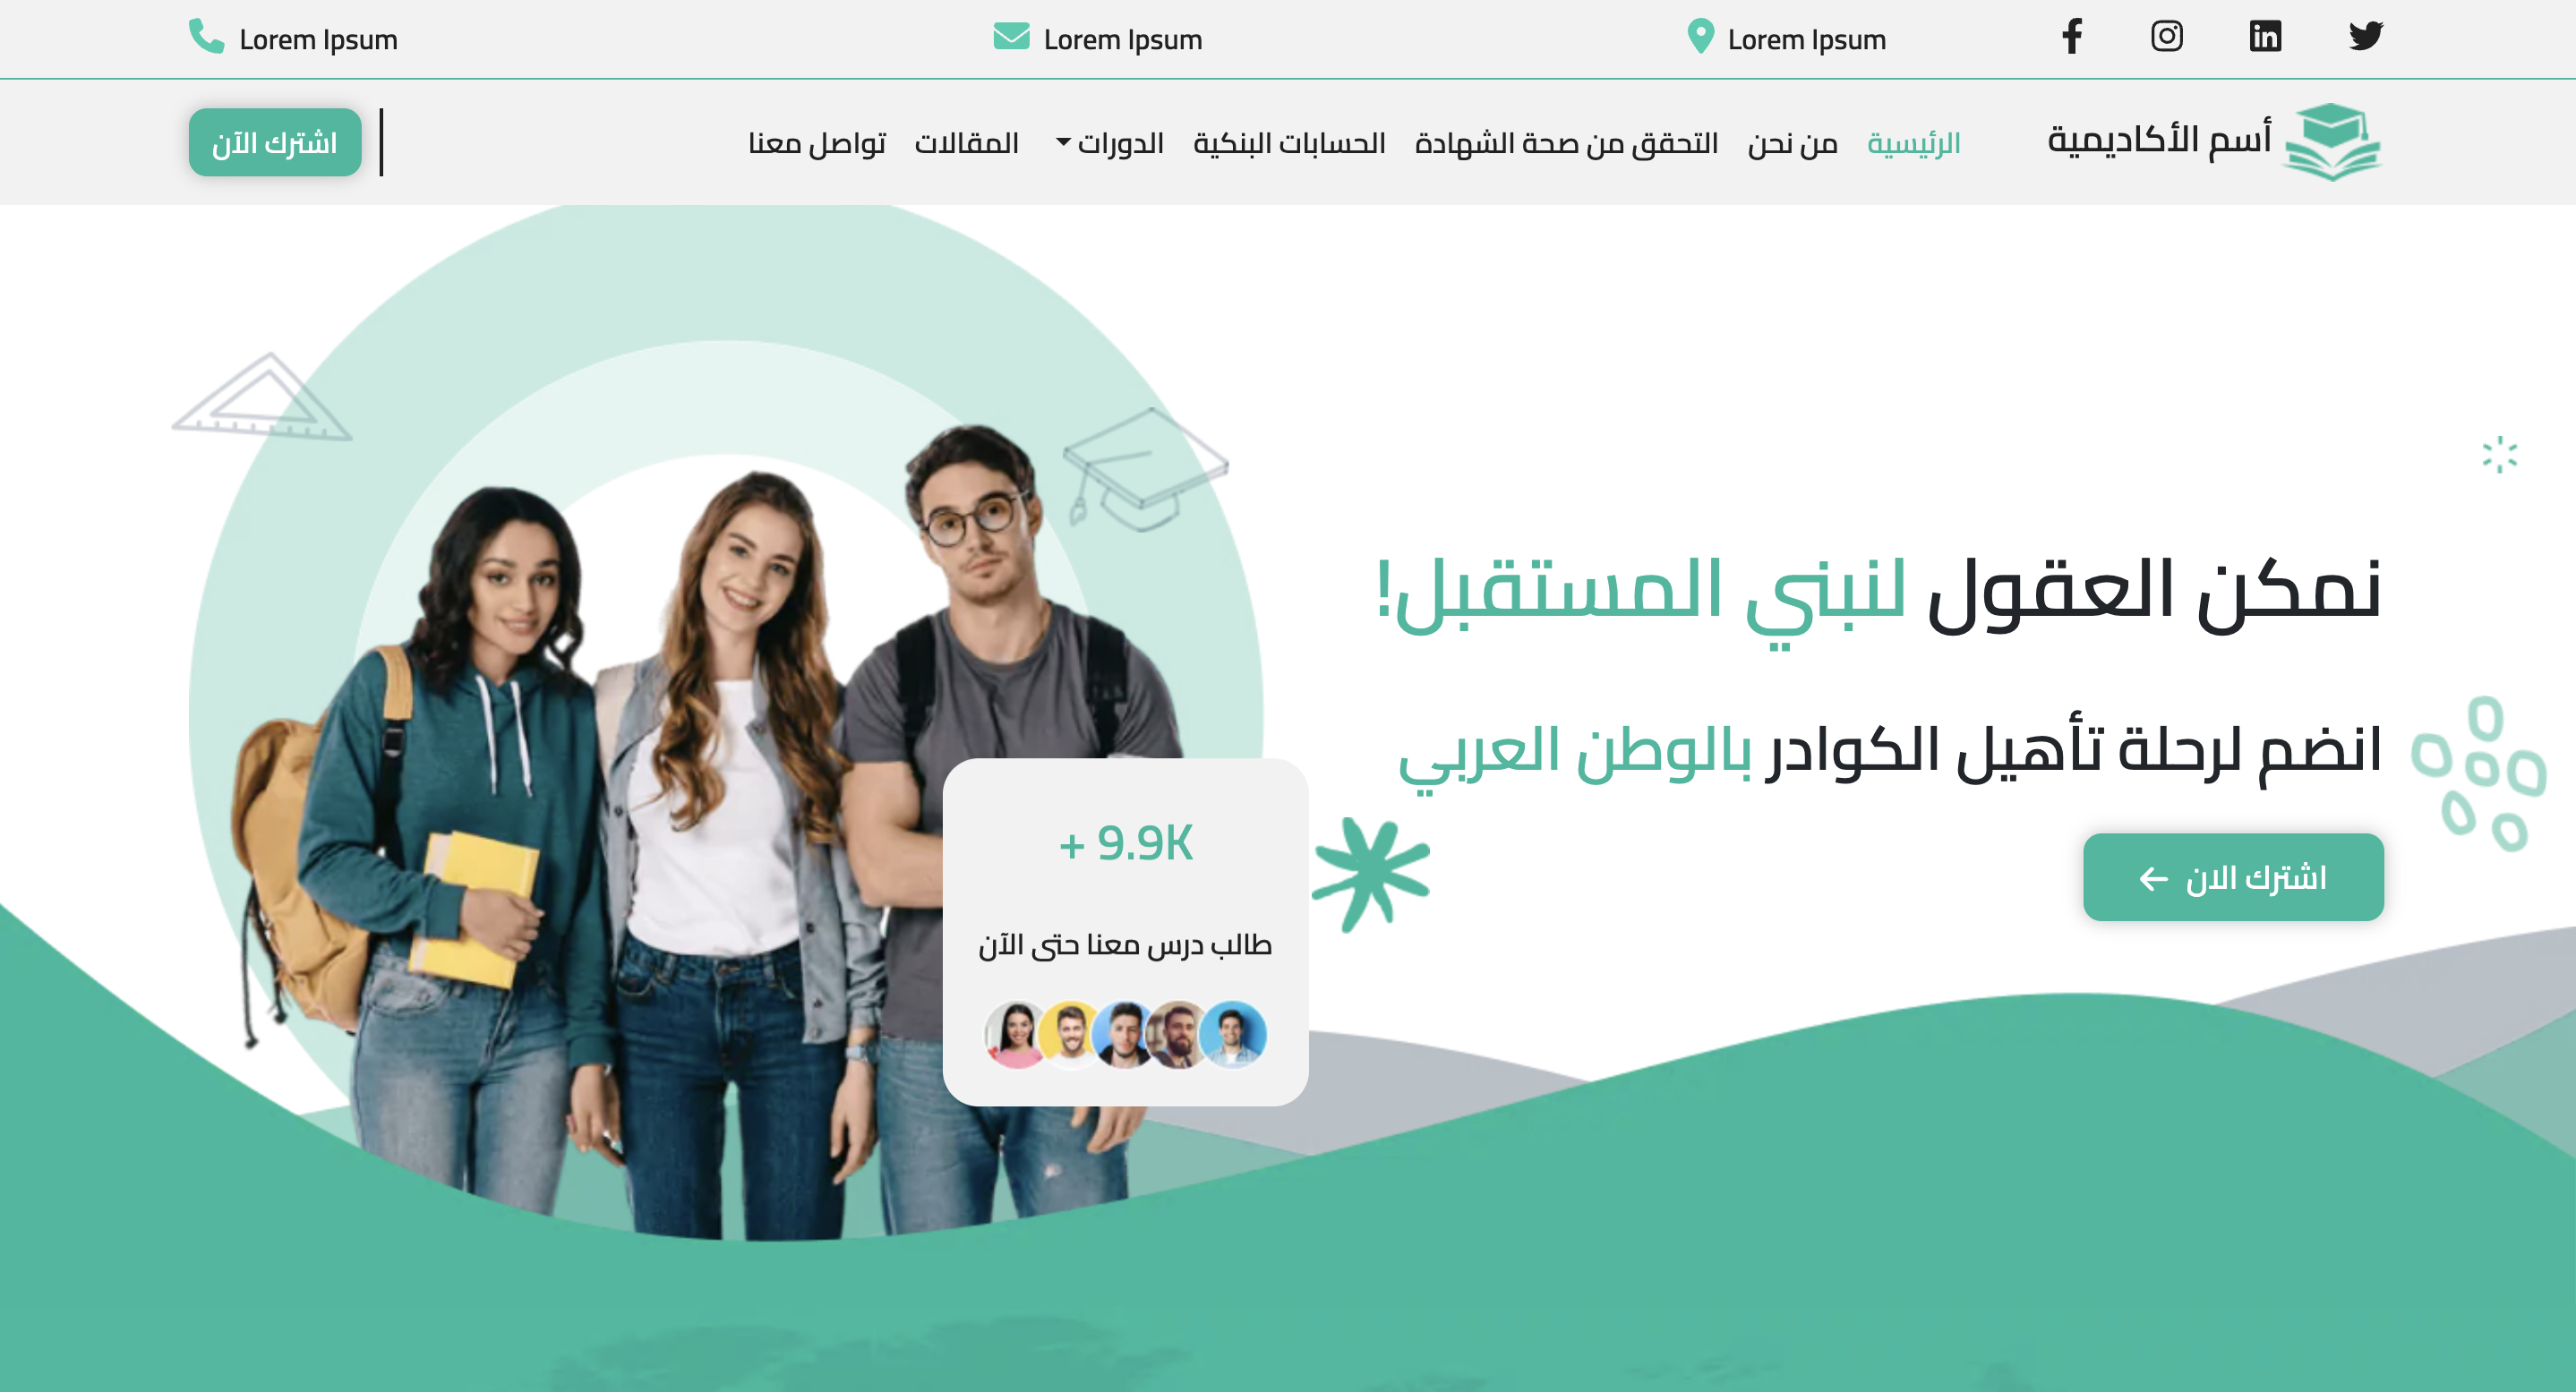 Lorem Ipsum
Lorem Ipsum
Lorem Ipsum
أسم الأكاديمية
الرئيسية
من نحن
التحقق من صحة الشهادة
الحسابات البنكية
الدورات
المقالات
تواصل معنا
اشترك الآن
نمكن العقول لنبني المستقبل!
انضم لرحلة تأهيل الكوادر بالوطن العربي
اشترك الان
+ 9.9K
طالب درس معنا حتى الآن